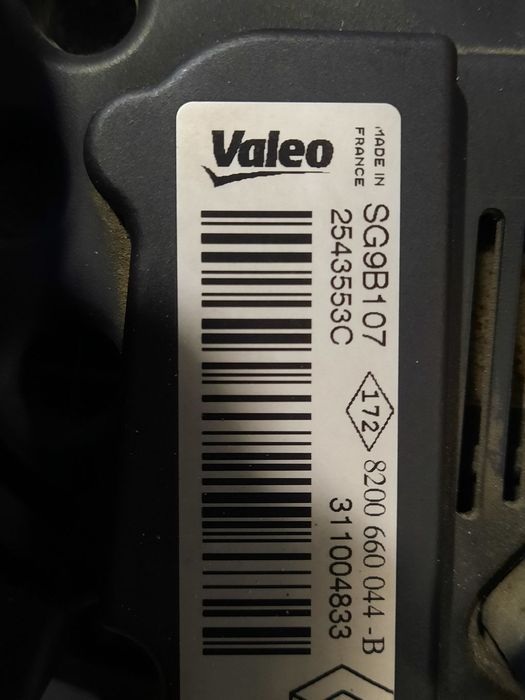 Valeo
MADE IN
FRANCE
SG9B107
2543553C
172
8200 660 044 -B
311004833